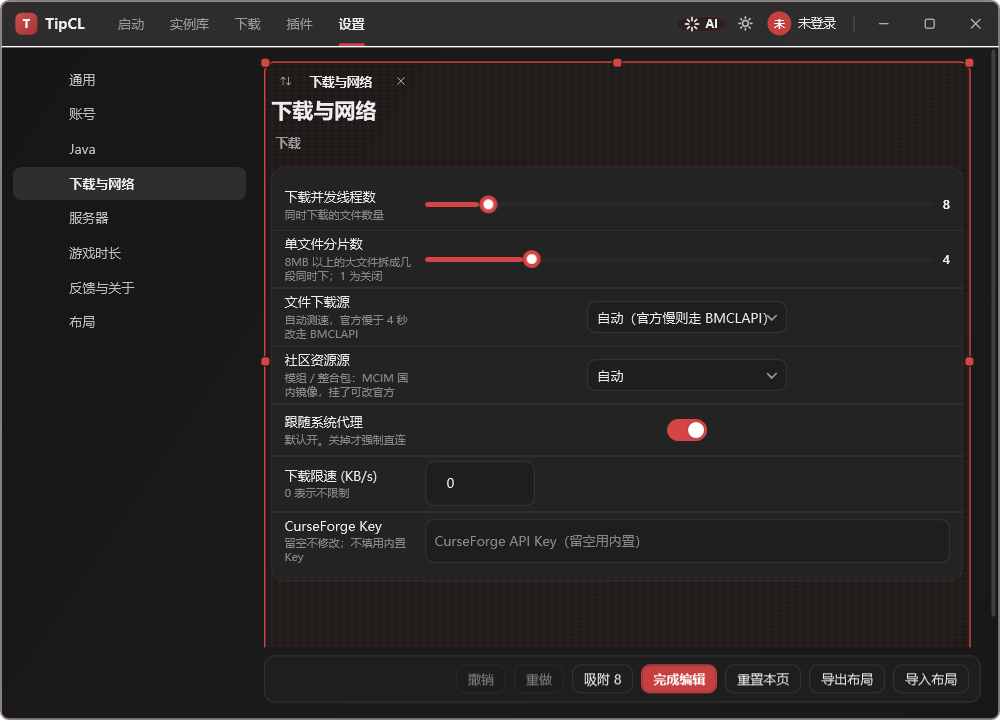 T TipCL 启动 实例库 下载 插件 设置 AI 未 未登录
通用
账号
Java
下载与网络
服务器
游戏时长
反馈与关于
布局
下载与网络
下载与网络
下载
下载并发线程数
同时下载的文件数量
8
单文件分片数
8MB 以上的大文件拆成几
段同时下；1 为关闭
4
文件下载源
自动测速，官方慢于 4 秒
改走 BMCLAPI
自动（官方慢则走 BMCLAPI）
社区资源源
模组 / 整合包：MCIM 国
内镜像，挂了可改官方
自动
跟随系统代理
默认开。关掉才强制直连
下载限速 (KB/s)
0 表示不限制
0
CurseForge Key
留空不修改；不填用内置
Key
CurseForge API Key（留空用内置）
撤销 重做 吸附 8 完成编辑 重置本页 导出布局 导入布局